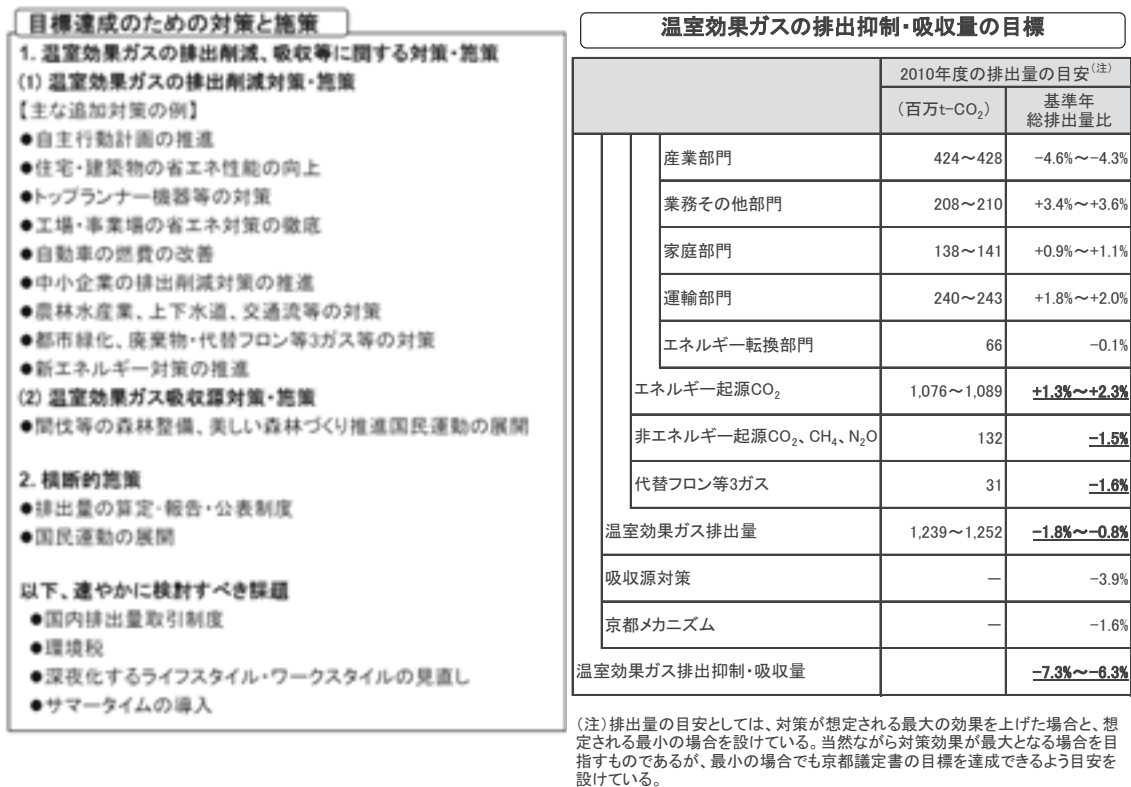 目標達成のための対策と施策
1. 温室効果ガスの排出削減、吸収等に関する対策・施策
(1) 温室効果ガスの排出削減対策・施策
【主な追加対策の例】
●自主行動計画の推進
●住宅・建築物の省エネ性能の向上
●トップランナー機器等の対策
●工場・事業場の省エネ対策の徹底
●自動車の燃費の改善
●中小企業の排出削減対策の推進
●農林水産業、上下水道、交通流等の対策
●都市緑化、廃棄物・代替フロン等3ガス等の対策
●新エネルギー対策の推進
(2) 温室効果ガス吸収源対策・施策
●間伐等の森林整備、美しい森林づくり推進国民運動の展開
2. 横断的施策
●排出量の算定・報告・公表制度
●国民運動の展開
以下、速やかに検討すべき課題
●国内排出量取引制度
●環境税
●深夜化するライフスタイル・ワークスタイルの見直し
●サマータイムの導入
温室効果ガスの排出抑制・吸収量の目標
2010年度の排出量の目安(注)
(百万t-CO₂) 基準年総排出量比
産業部門 424～428 -4.6%～-4.3%
業務その他部門 208～210 +3.4%～+3.6%
家庭部門 138～141 +0.9%～+1.1%
運輸部門 240～243 +1.8%～+2.0%
エネルギー転換部門 66 -0.1%
エネルギー起源CO₂ 1,076～1,089 +1.3%～+2.3%
非エネルギー起源CO₂、CH₄、N₂O 132 -1.5%
代替フロン等3ガス 31 -1.6%
温室効果ガス排出量 1,239～1,252 -1.8%～-0.8%
吸収源対策 － -3.9%
京都メカニズム － -1.6%
温室効果ガス排出抑制・吸収量 -7.3%～-6.3%
(注)排出量の目安としては、対策が想定される最大の効果を上げた場合と、想
定される最小の場合を設けている。当然ながら対策効果が最大となる場合を目
指すものであるが、最小の場合でも京都議定書の目標を達成できるよう目安を
設けている。